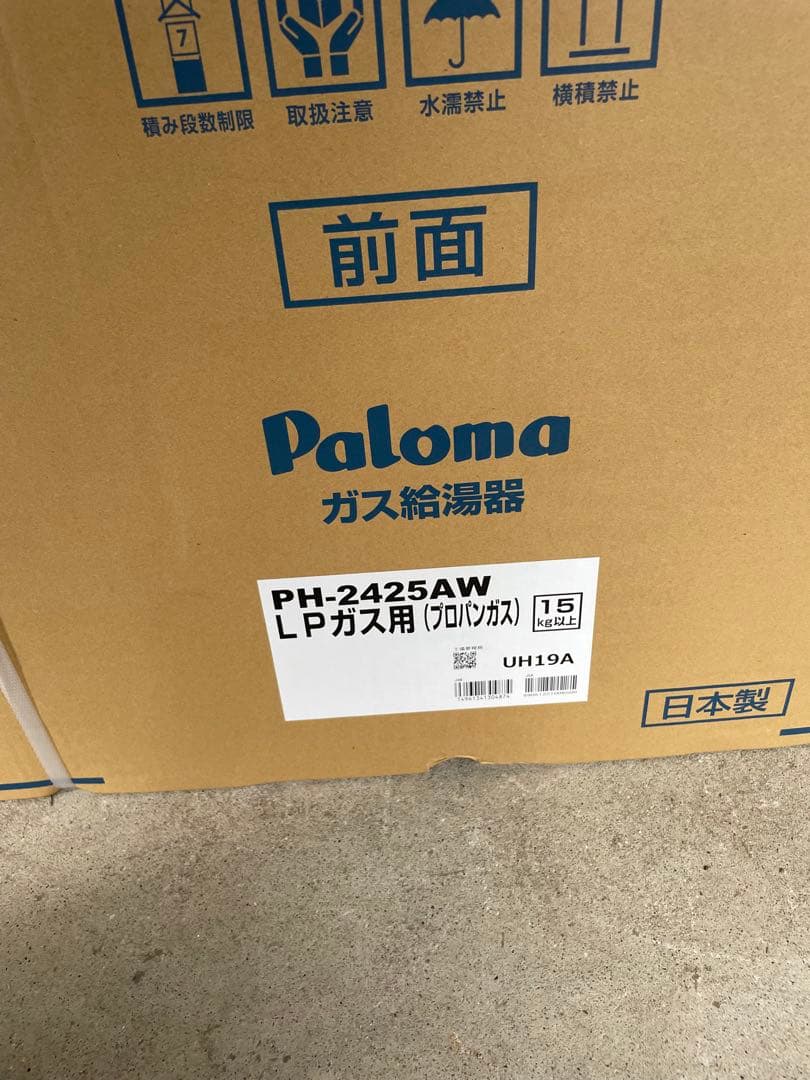 7
積み段数制限
取扱注意
水濡禁止
横積禁止
前面
Paloma
ガス給湯器
PH-2425AW
LPガス用(プロパンガス)
15
kg以上
UH19A
日本製